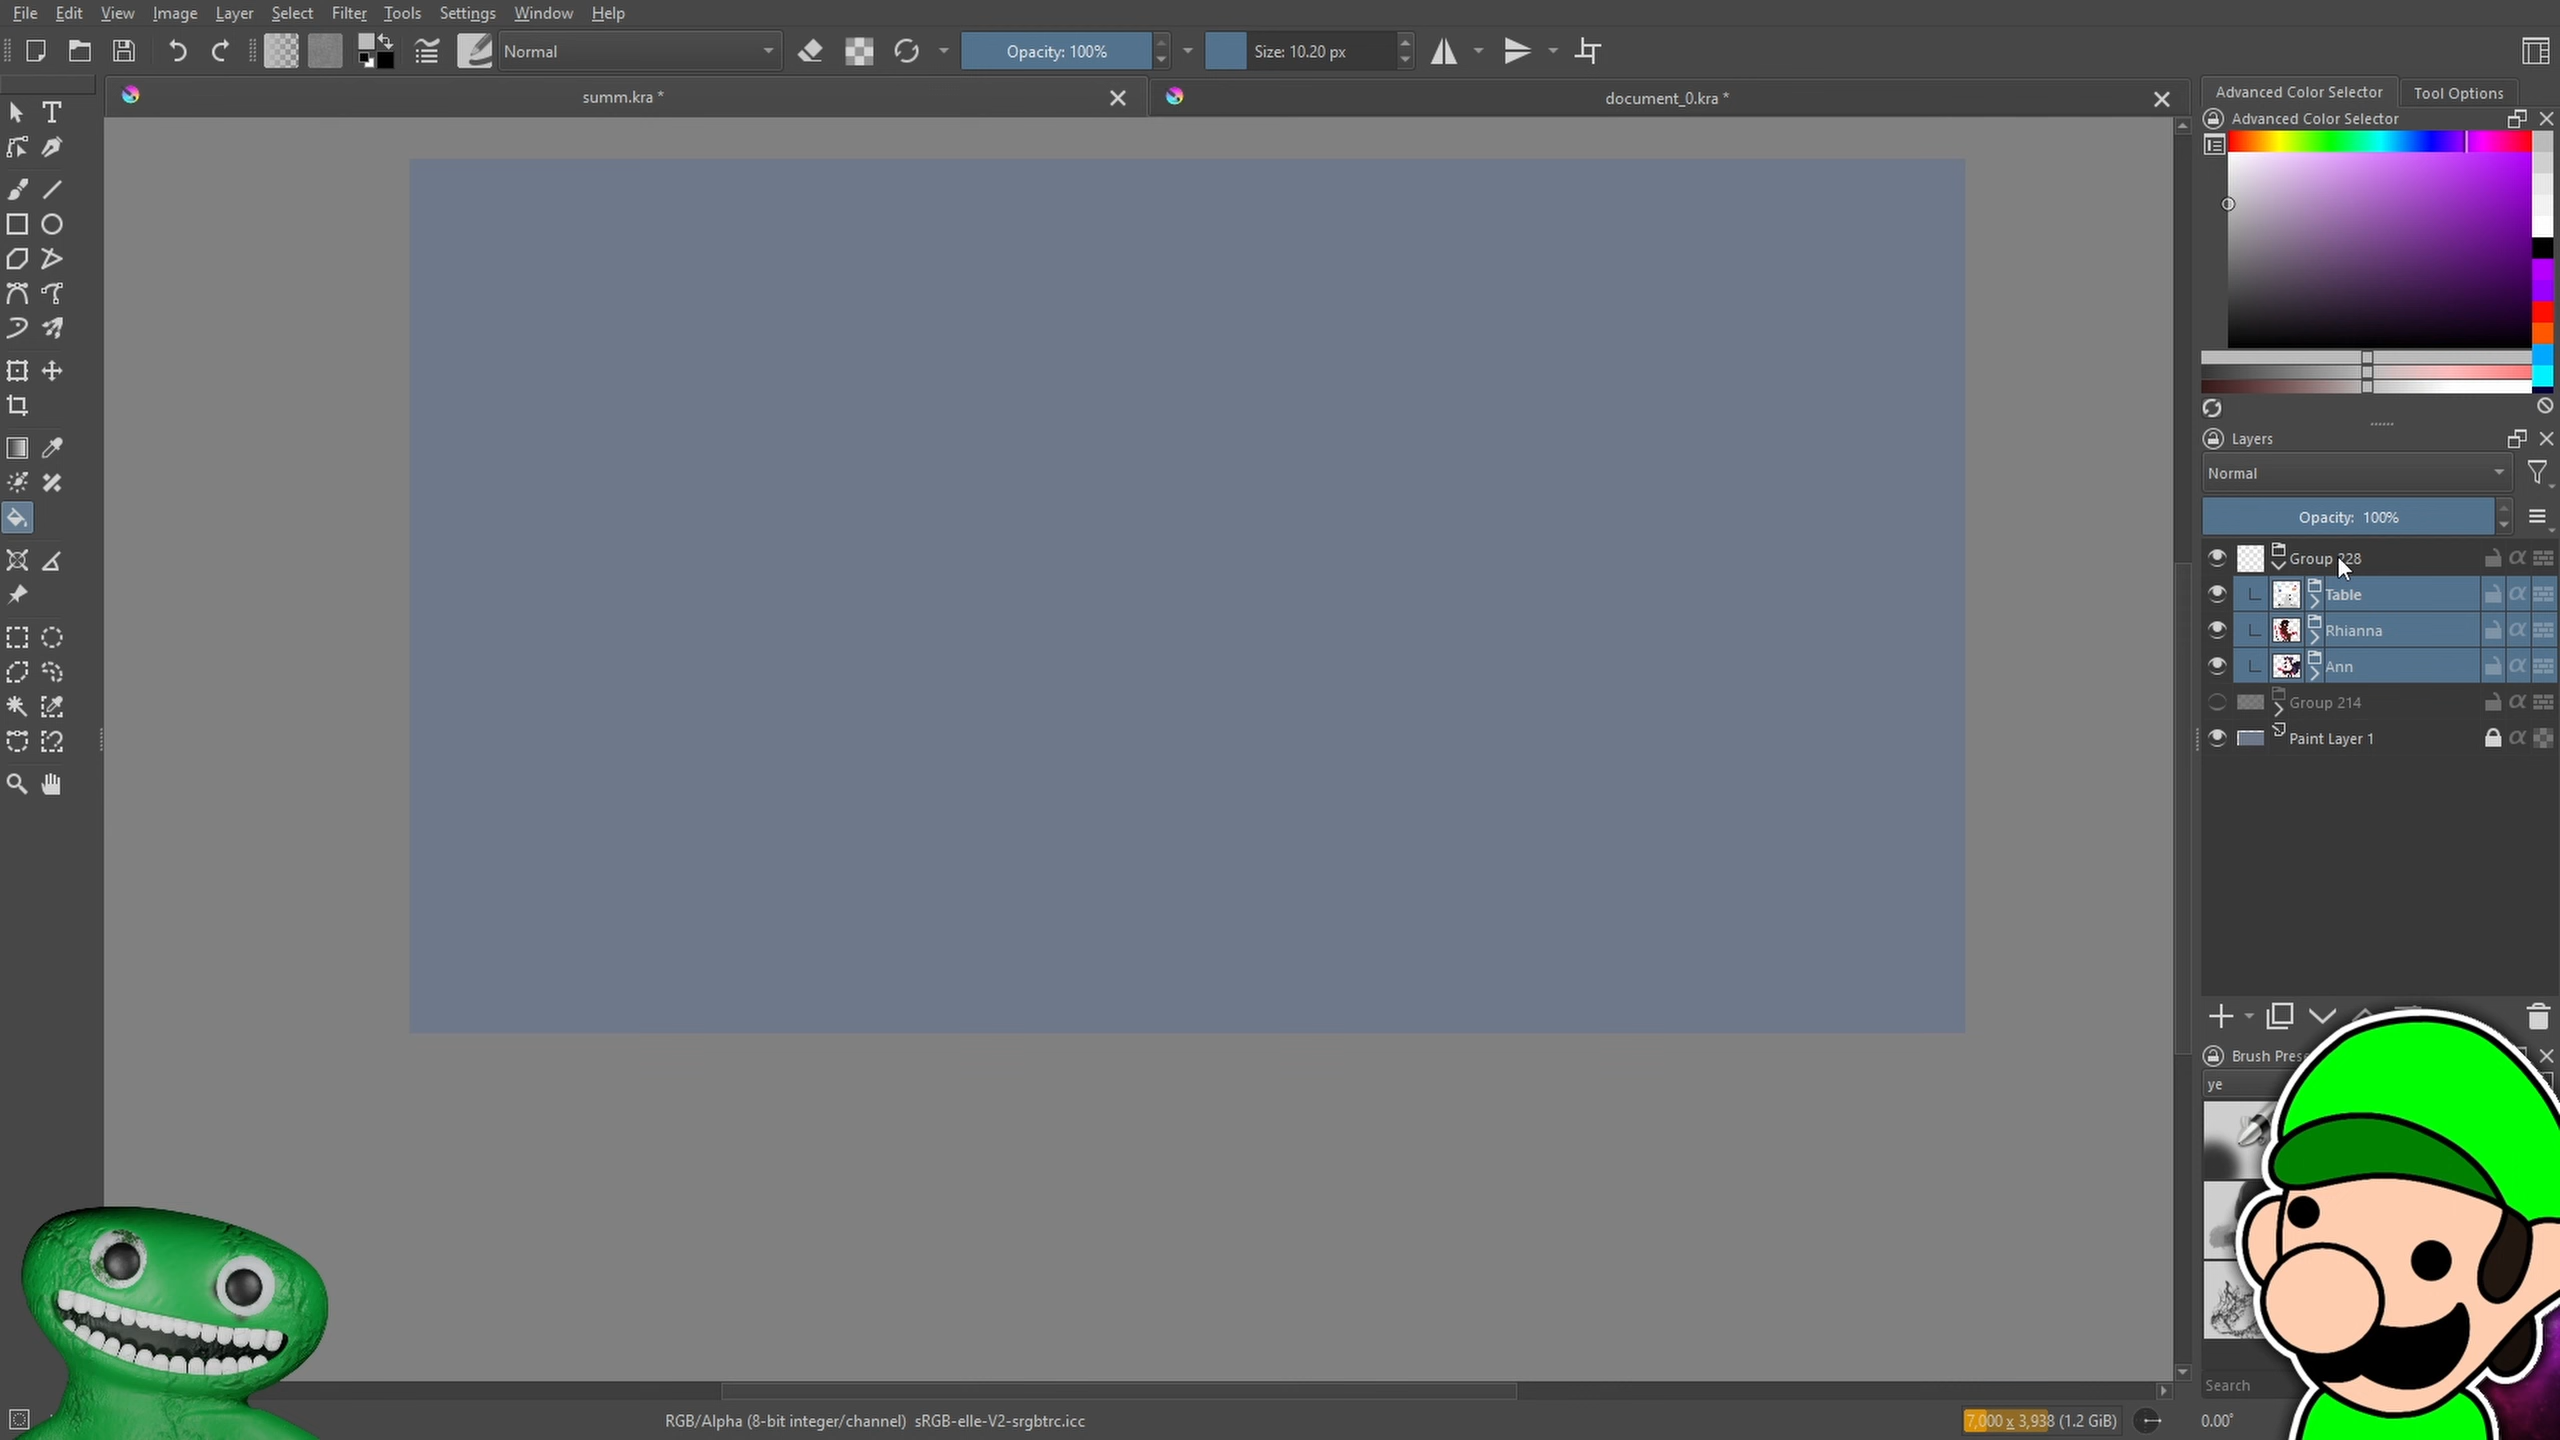 File Edit View Image Layer Select Filter Tools Settings Window Help
Normal Opacity: 100% Size: 10.20 px
summ.kra * document_0.kra *
Advanced Color Selector Tool Options
Advanced Color Selector
Layers
Normal
Opacity: 100%
Group 228
Table
Rhianna
Ann
Group 214
Paint Layer 1
Brush
ye
Search
RGB/Alpha (8-bit integer/channel) sRGB-elle-V2-srgbtrc.icc 7,000 x 3,938 (1.2 GiB) 0.00°